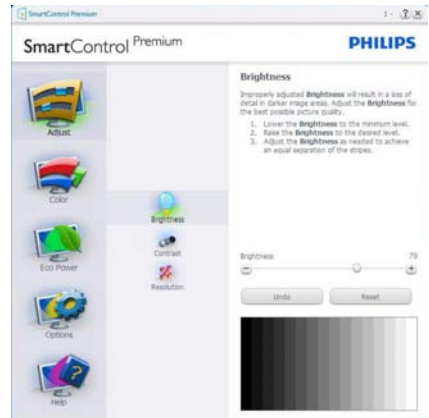 SmartControl Premium
SmartControl Premium
PHILIPS
Adjust
Color
Eco Power
Options
Help
Brightness
Contrast
Resolution
Brightness
Improperly adjusted Brightness will result in a loss of
detail in darker image areas. Adjust the Brightness for
the best possible picture quality.
1. Lower the Brightness to the minimum level.
2. Raise the Brightness to the desired level.
3. Adjust the Brightness as needed to achieve
an equal separation of the stripes.
Brightness 70
Undo Reset